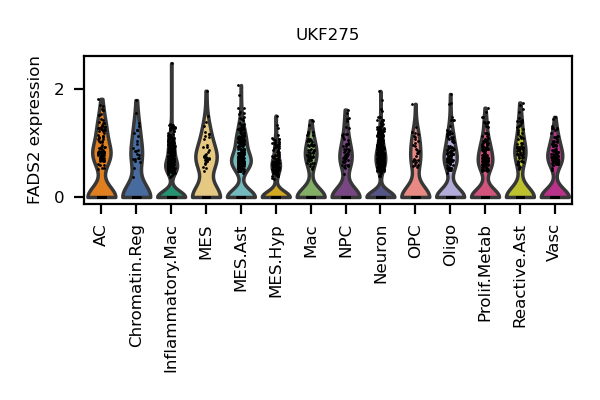 UKF275
FADS2 expression
2
0
AC
Chromatin.Reg
Inflammatory.Mac
MES
MES.Ast
MES.Hyp
Mac
NPC
Neuron
OPC
Oligo
Prolif.Metab
Reactive.Ast
Vasc